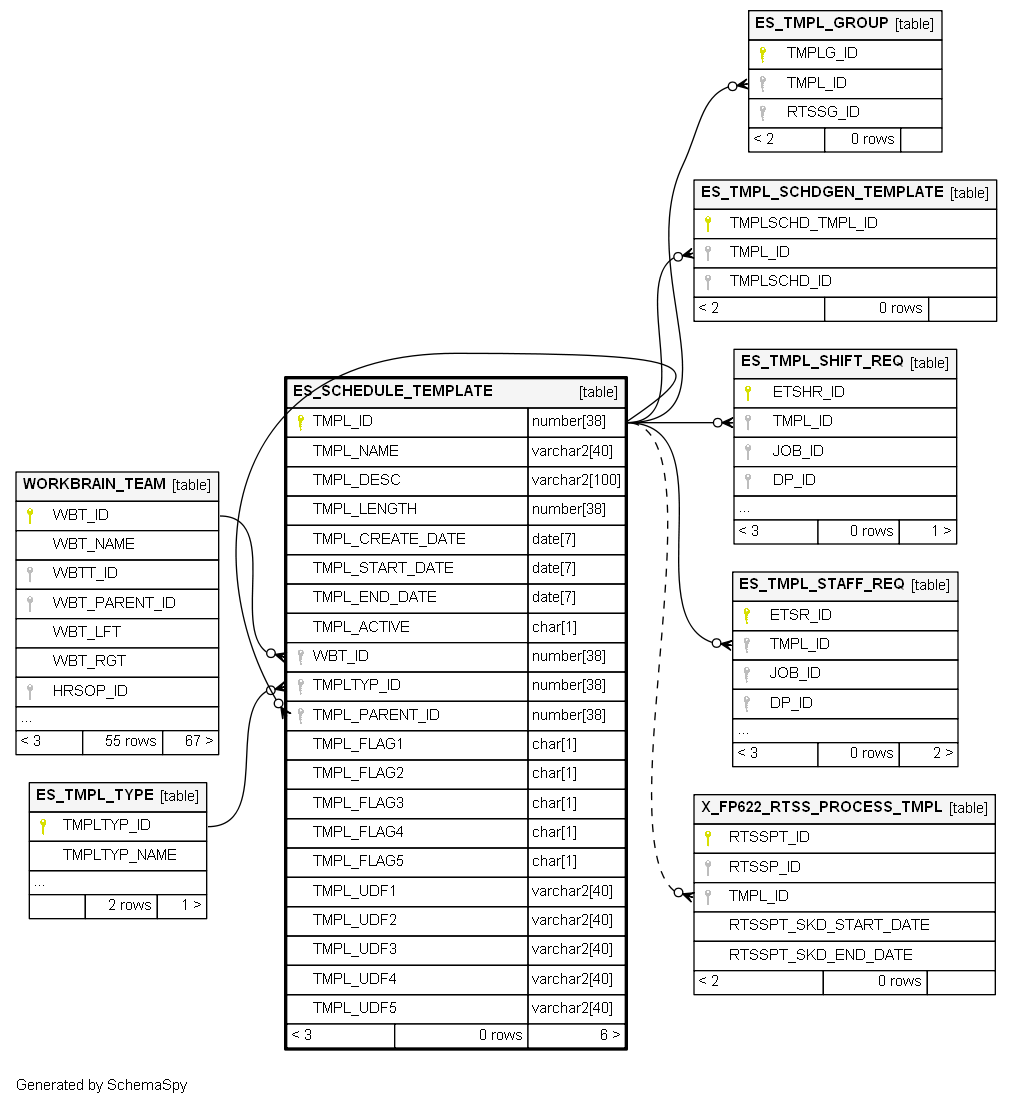 ES_TMPL_GROUP [table]
TMPLG_ID
TMPL_ID
RTSSG_ID
< 2 0 rows
ES_TMPL_SCHDGEN_TEMPLATE [table]
TMPLSCHD_TMPL_ID
TMPL_ID
TMPLSCHD_ID
< 2 0 rows
ES_TMPL_SHIFT_REQ [table]
ETSHR_ID
TMPL_ID
JOB_ID
DP_ID
...
< 3 0 rows 1 >
ES_SCHEDULE_TEMPLATE [table]
TMPL_ID number[38]
TMPL_NAME varchar2[40]
TMPL_DESC varchar2[100]
TMPL_LENGTH number[38]
TMPL_CREATE_DATE date[7]
TMPL_START_DATE date[7]
TMPL_END_DATE date[7]
TMPL_ACTIVE char[1]
WBT_ID number[38]
TMPLTYP_ID number[38]
TMPL_PARENT_ID number[38]
TMPL_FLAG1 char[1]
TMPL_FLAG2 char[1]
TMPL_FLAG3 char[1]
TMPL_FLAG4 char[1]
TMPL_FLAG5 char[1]
TMPL_UDF1 varchar2[40]
TMPL_UDF2 varchar2[40]
TMPL_UDF3 varchar2[40]
TMPL_UDF4 varchar2[40]
TMPL_UDF5 varchar2[40]
< 3 0 rows 6 >
WORKBRAIN_TEAM [table]
WBT_ID
WBT_NAME
WBTT_ID
WBT_PARENT_ID
WBT_LFT
WBT_RGT
HRSOP_ID
...
< 3 55 rows 67 >
ES_TMPL_TYPE [table]
TMPLTYP_ID
TMPLTYP_NAME
...
2 rows 1 >
ES_TMPL_STAFF_REQ [table]
ETSR_ID
TMPL_ID
JOB_ID
DP_ID
...
< 3 0 rows 2 >
X_FP622_RTSS_PROCESS_TMPL [table]
RTSSPT_ID
RTSSP_ID
TMPL_ID
RTSSPT_SKD_START_DATE
RTSSPT_SKD_END_DATE
< 2 0 rows
Generated by SchemaSpy